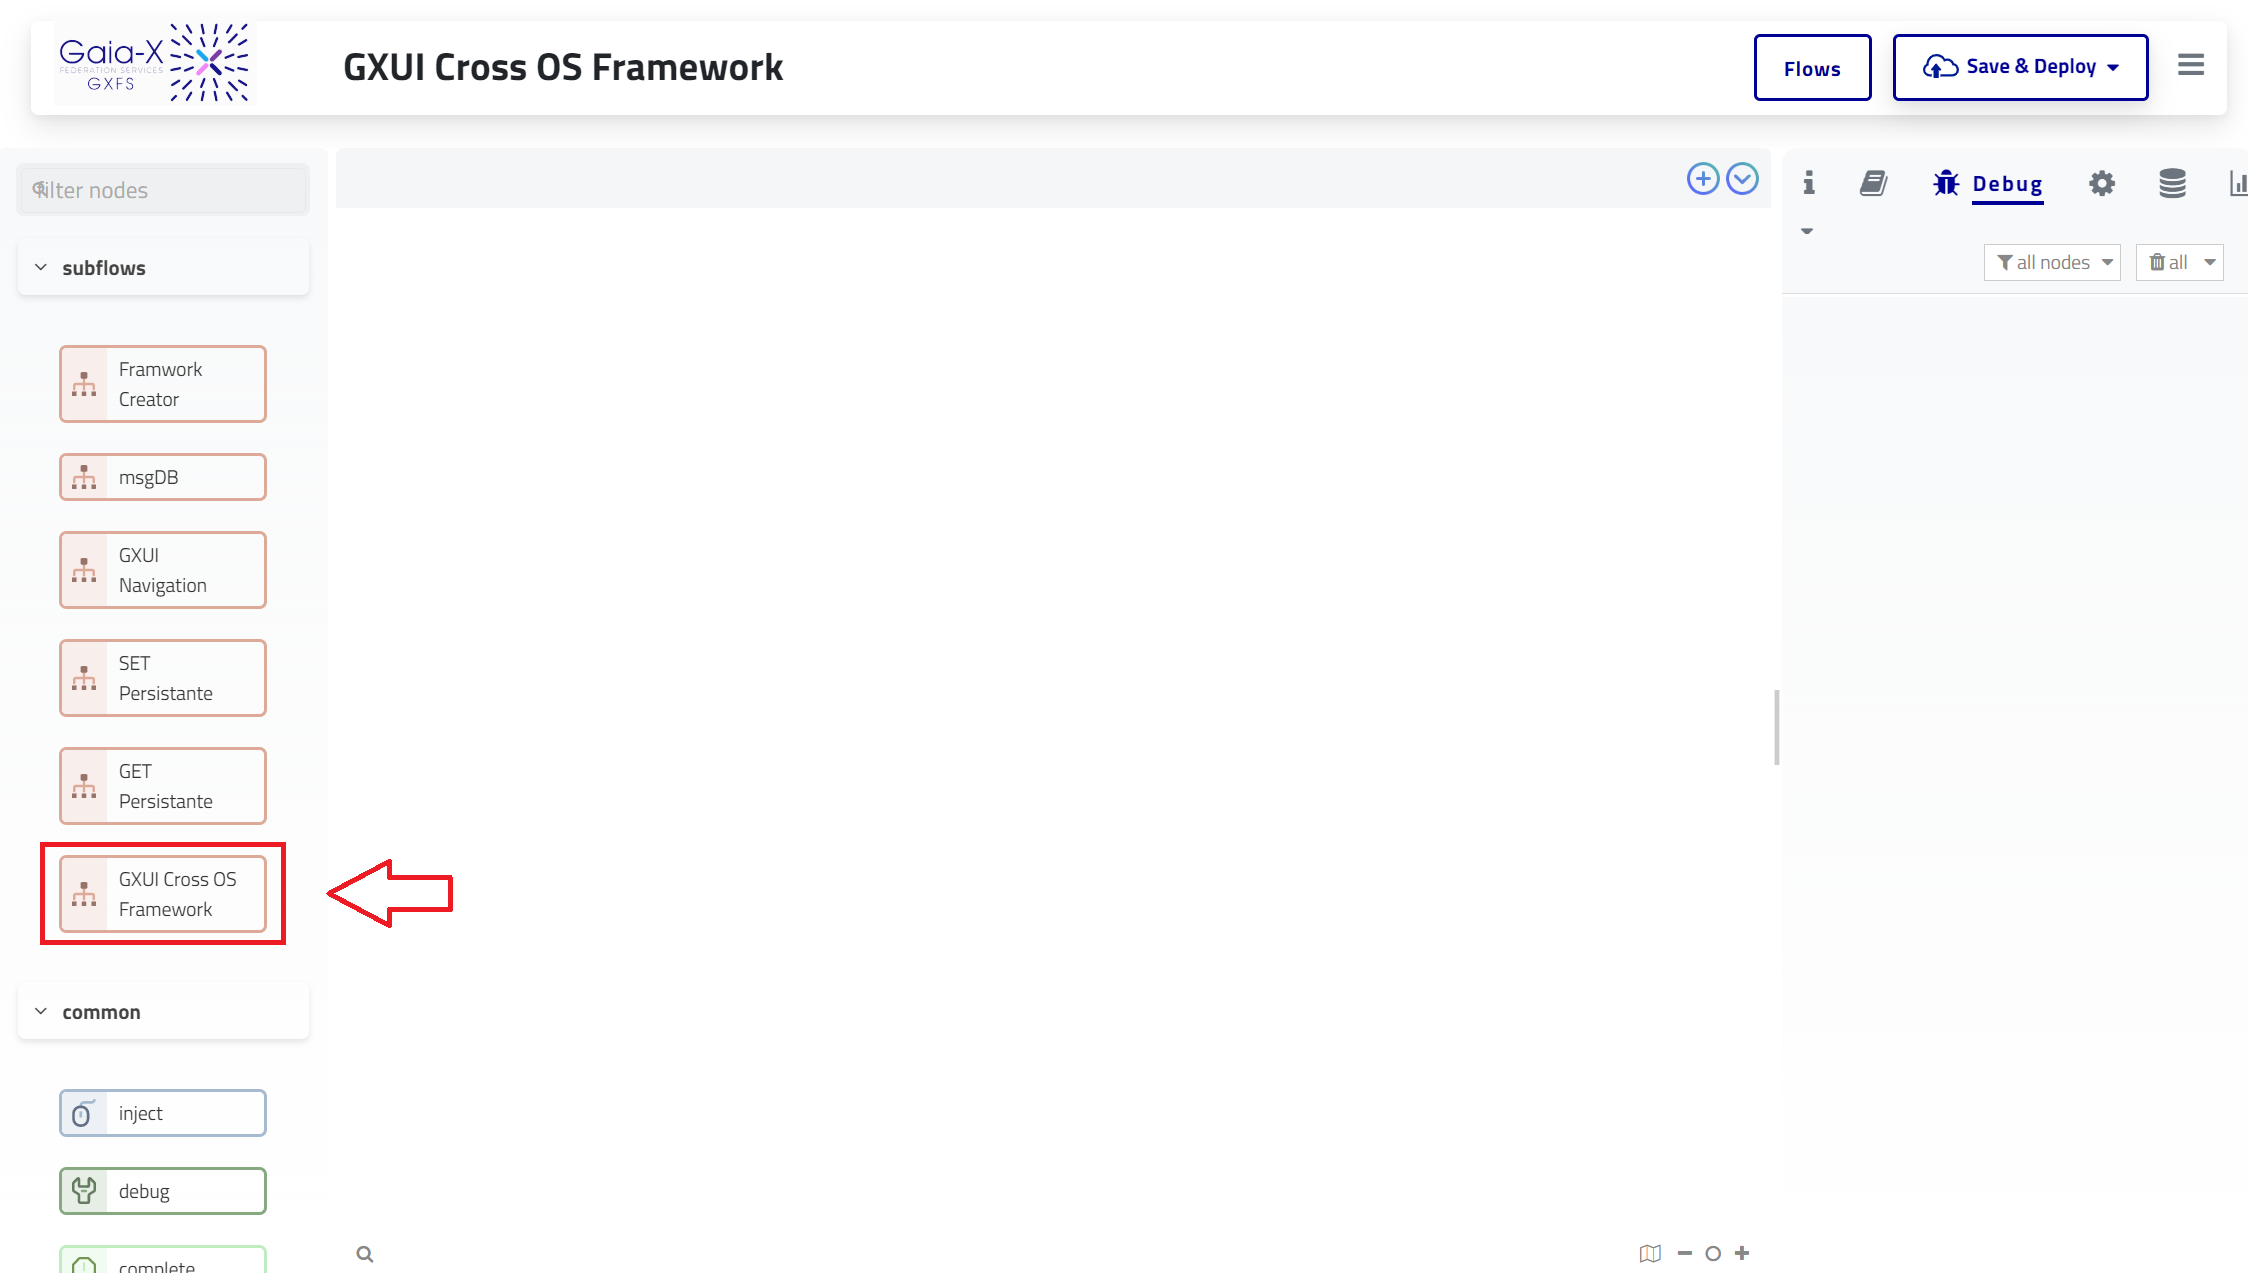 Gaia-X
FEDERATION SERVICES
GXFS
GXUI Cross OS Framework
Flows
Save & Deploy
filter nodes
Debug
all nodes
all
subflows
Framwork
Creator
msgDB
GXUI
Navigation
SET
Persistante
GET
Persistante
GXUI Cross OS
Framework
common
inject
debug
complete